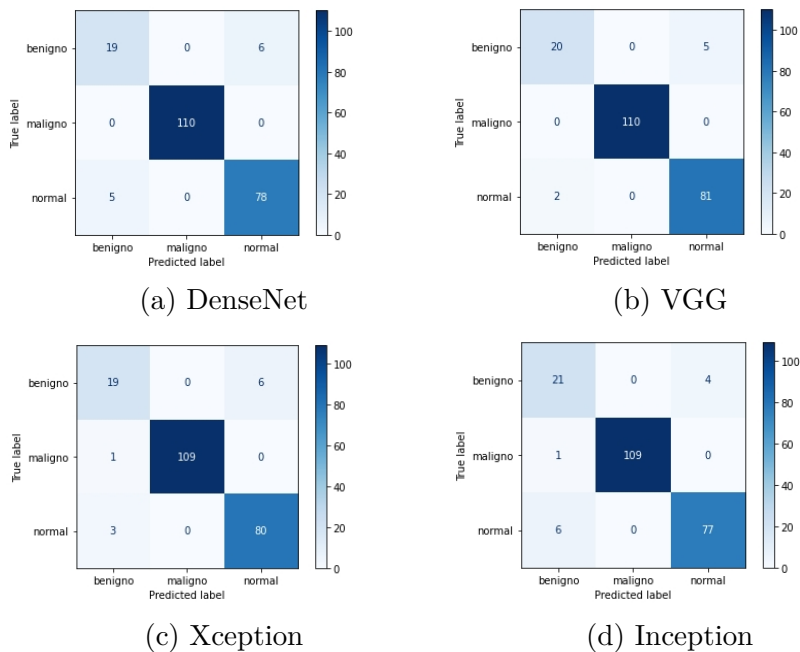 benigno 19 0 6
maligno 0 110 0
normal 5 0 78
benigno maligno normal
True label
Predicted label
100
80
60
40
20
0
(a) DenseNet
benigno 20 0 5
maligno 0 110 0
normal 2 0 81
benigno maligno normal
True label
Predicted label
100
80
60
40
20
0
(b) VGG
benigno 19 0 6
maligno 1 109 0
normal 3 0 80
benigno maligno normal
True label
Predicted label
100
80
60
40
20
0
(c) Xception
benigno 21 0 4
maligno 1 109 0
normal 6 0 77
benigno maligno normal
True label
Predicted label
100
80
60
40
20
0
(d) Inception